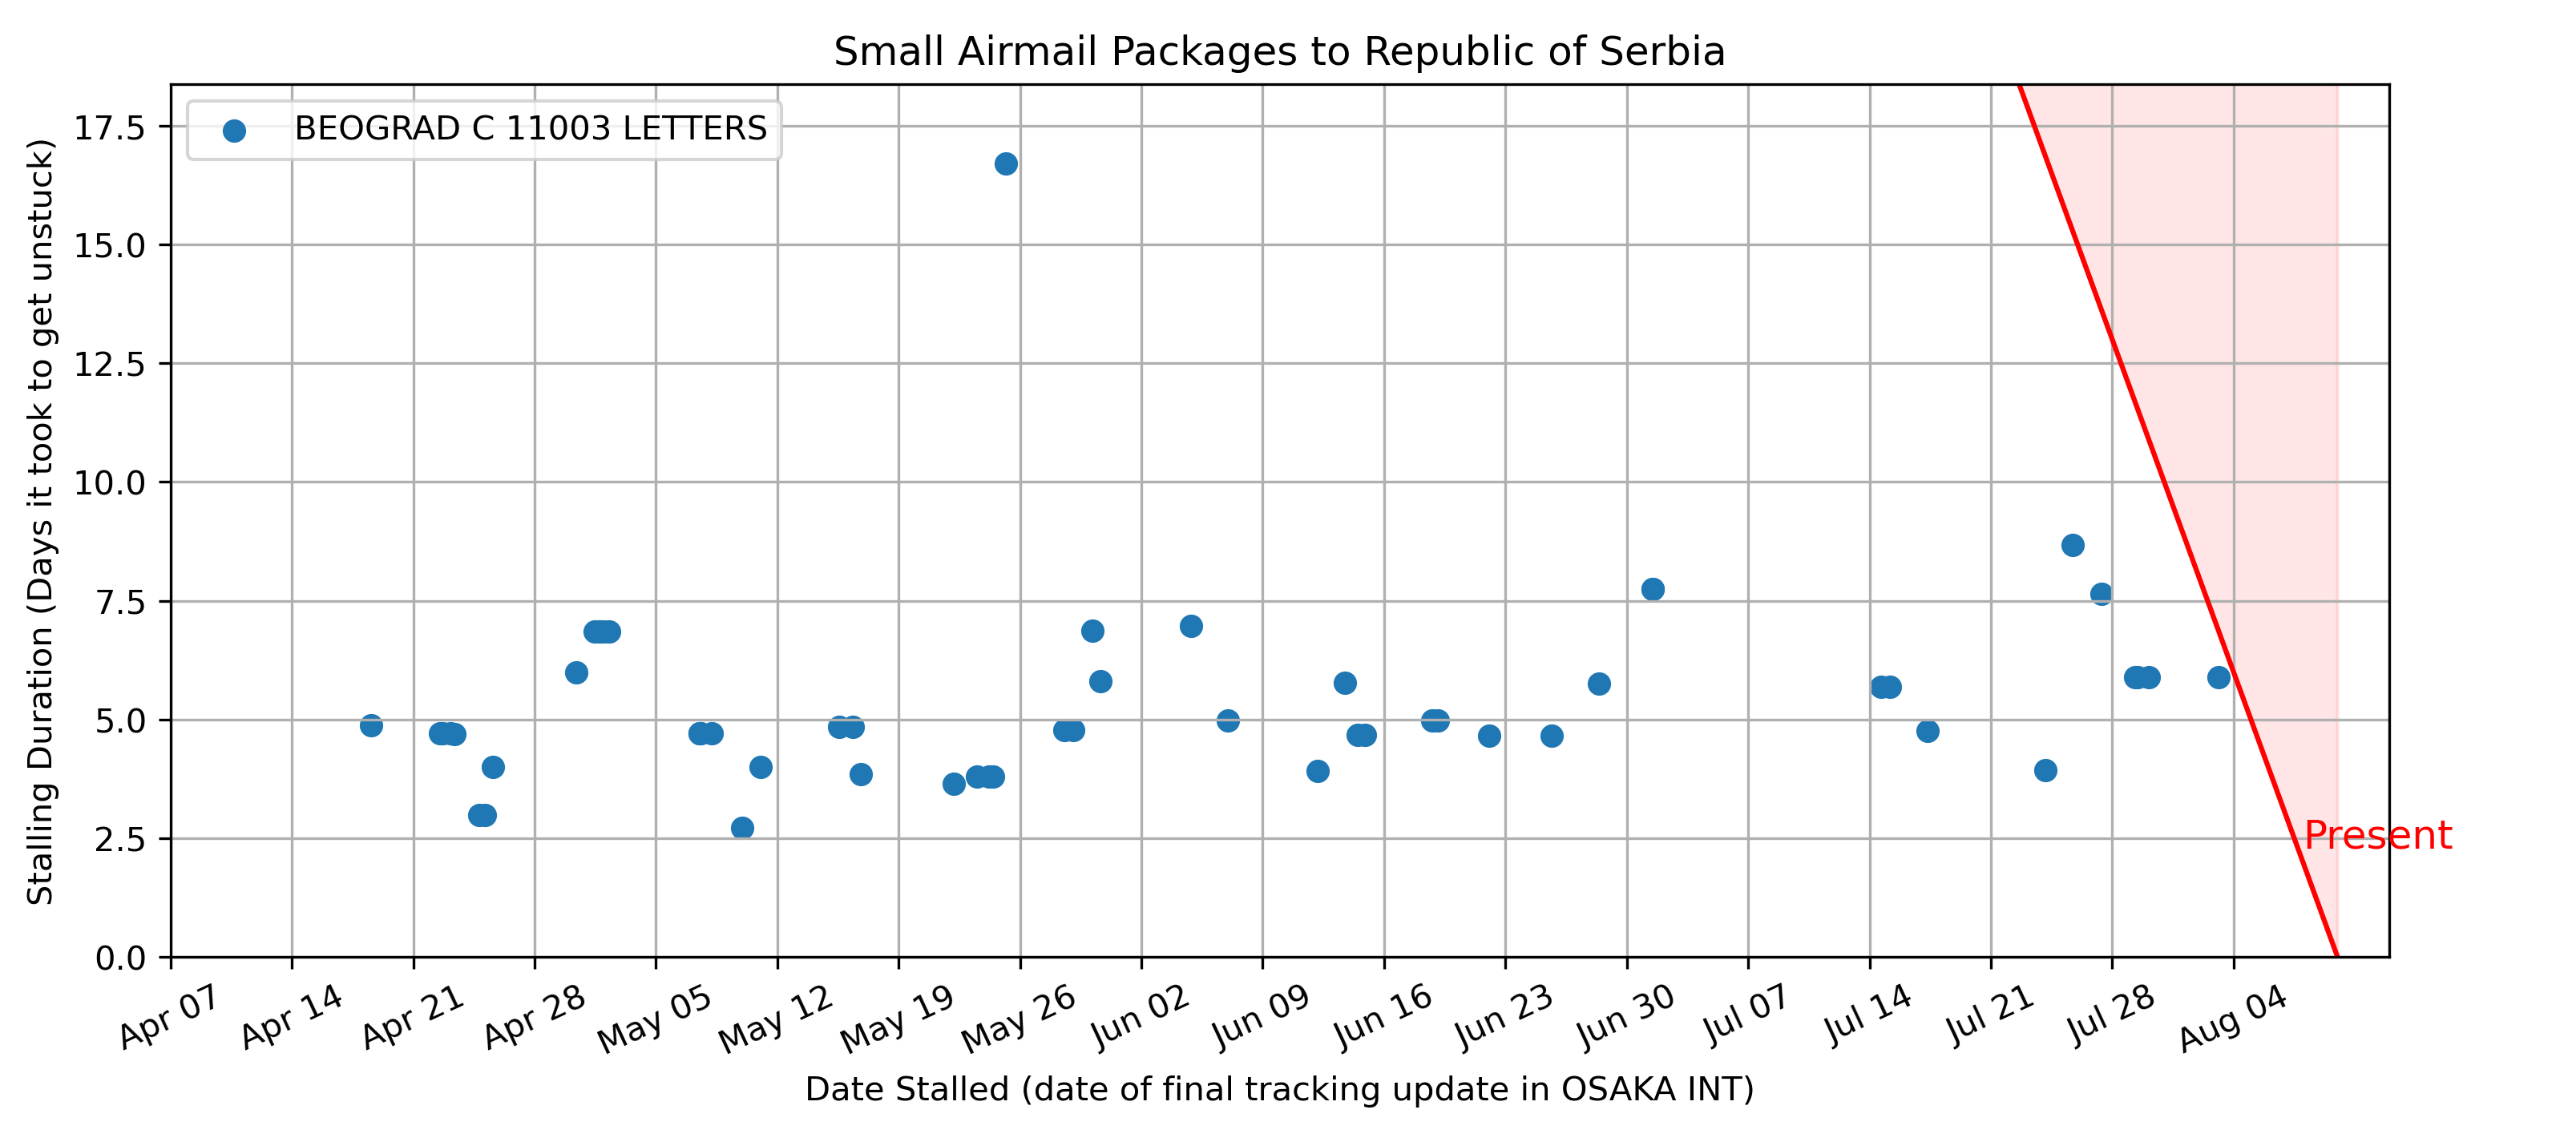 Small Airmail Packages to Republic of Serbia
BEOGRAD C 11003 LETTERS
Stalling Duration (Days it took to get unstuck)
17.5
15.0
12.5
10.0
7.5
5.0
2.5
0.0
Present
Apr 07
Apr 14
Apr 21
Apr 28
May 05
May 12
May 19
May 26
Jun 02
Jun 09
Jun 16
Jun 23
Jun 30
Jul 07
Jul 14
Jul 21
Jul 28
Aug 04
Date Stalled (date of final tracking update in OSAKA INT)